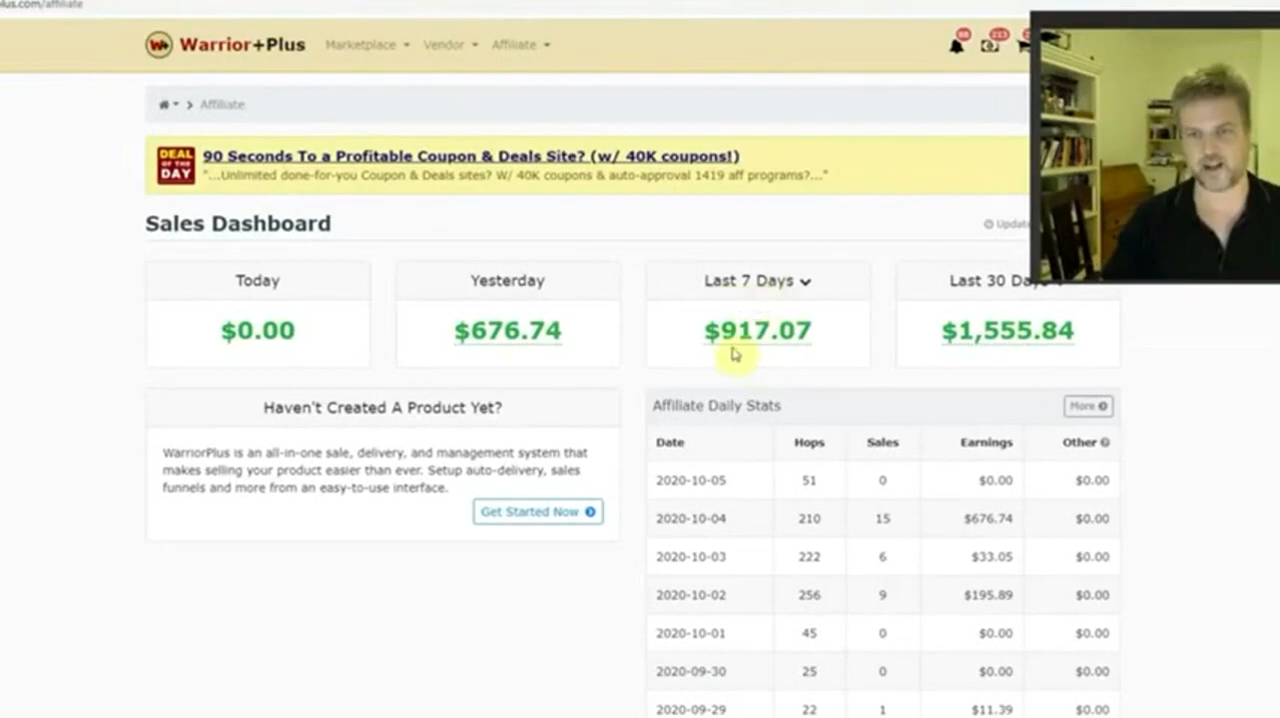 lus.com/affiliate
Warrior+Plus Marketplace Vendor Affiliate 88 213
Affiliate
DEAL OF THE DAY
90 Seconds To a Profitable Coupon & Deals Site? (w/ 40K coupons!)
"...Unlimited done-for-you Coupon & Deals sites? W/ 40K coupons & auto-approval 1419 aff programs?..."
Sales Dashboard
Today Yesterday Last 7 Days Last 30
$0.00 $676.74 $917.07 $1,555.84
Haven't Created A Product Yet?
WarriorPlus is an all-in-one sale, delivery, and management system that
makes selling your product easier than ever. Setup auto-delivery, sales
funnels and more from an easy-to-use interface.
Get Started Now
Affiliate Daily Stats More
Date Hops Sales Earnings Other
2020-10-05 51 0 $0.00 $0.00
2020-10-04 210 15 $676.74 $0.00
2020-10-03 222 6 $33.05 $0.00
2020-10-02 256 9 $195.89 $0.00
2020-10-01 45 0 $0.00 $0.00
2020-09-30 25 0 $0.00 $0.00
2020-09-29 22 1 $11.39 $0.00